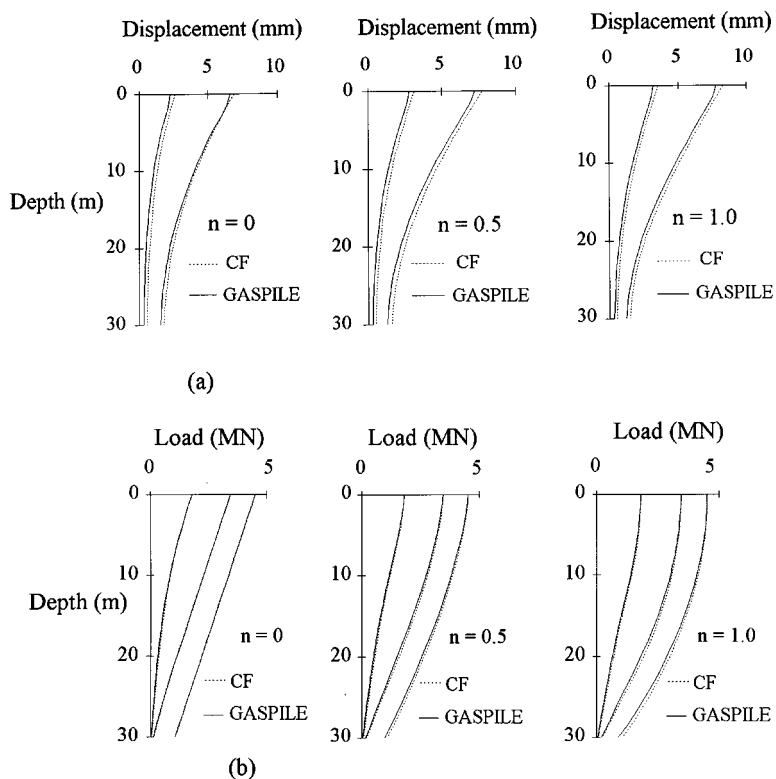 Displacement (mm)
0 5 10
0
10
20
30
Depth (m)
n = 0
CF
GASPILE
Displacement (mm)
0 5 10
0
10
20
30
n = 0.5
CF
GASPILE
Displacement (mm)
0 5 10
0
10
20
30
n = 1.0
CF
GASPILE
(a)
Load (MN)
0 5
0
10
20
30
Depth (m)
n = 0
CF
GASPILE
Load (MN)
0 5
0
10
20
30
n = 0.5
CF
GASPILE
Load (MN)
0 5
0
10
20
30
n = 1.0
CF
GASPILE
(b)